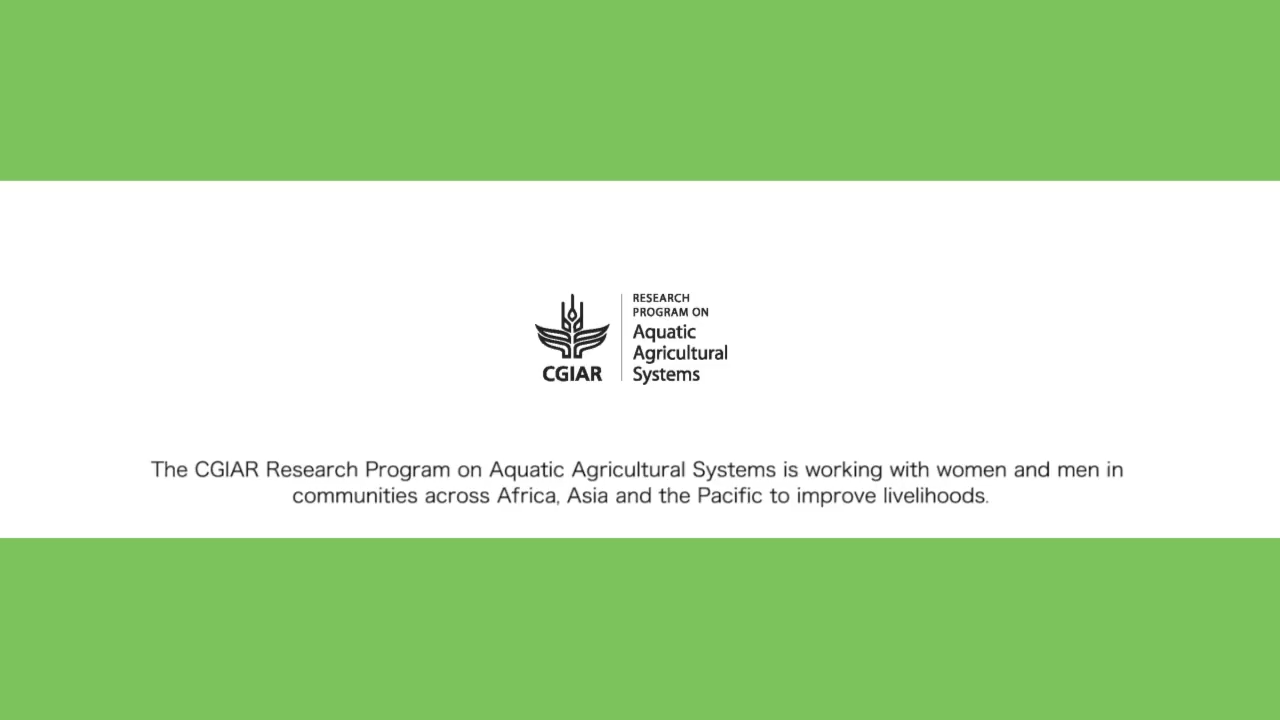 RESEARCH
PROGRAM ON
Aquatic
Agricultural
Systems
CGIAR
The CGIAR Research Program on Aquatic Agricultural Systems is working with women and men in
communities across Africa, Asia and the Pacific to improve livelihoods.